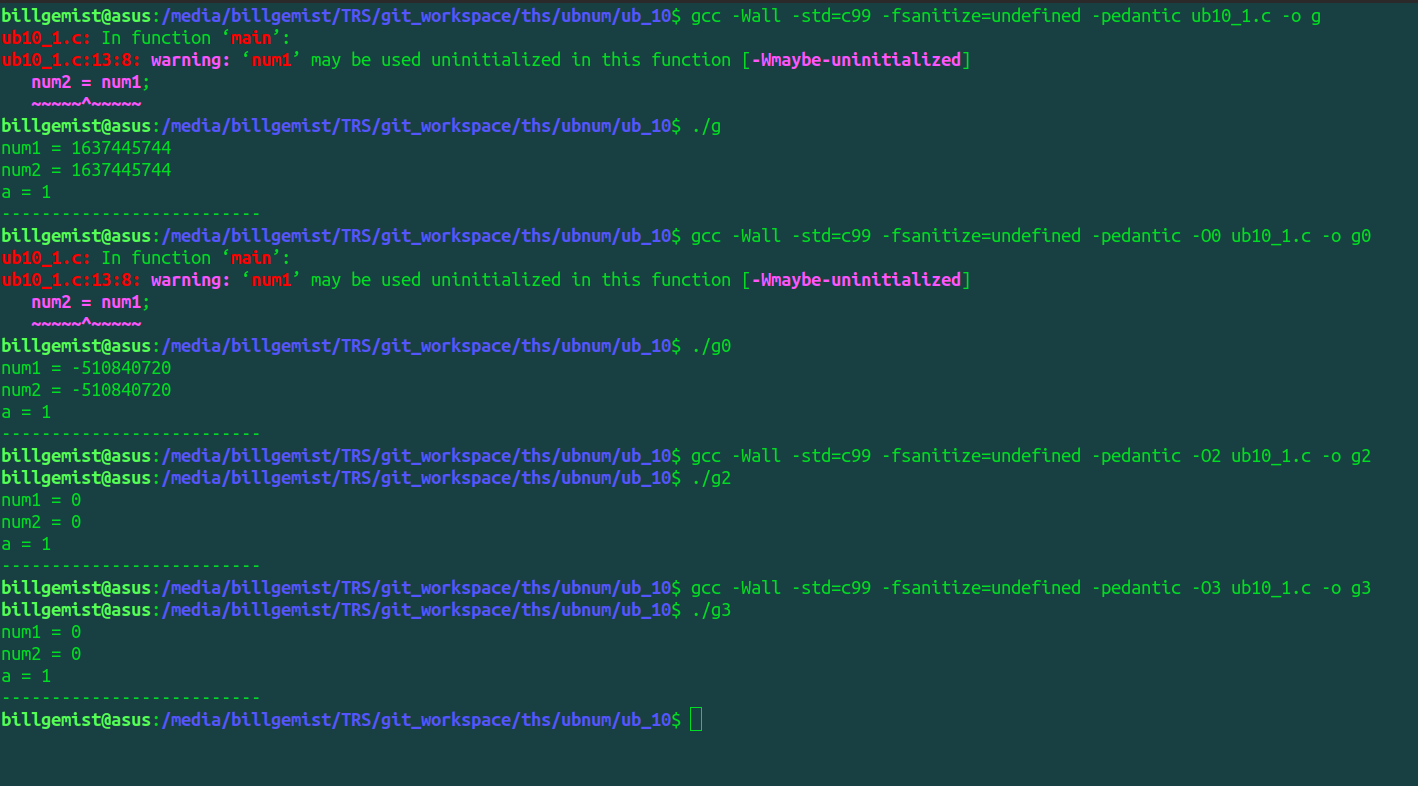 billgemist@asus:/media/billgemist/TRS/git_workspace/ths/ubnum/ub_10$ gcc -Wall -std=c99 -fsanitize=undefined -pedantic ub10_1.c -o g
ub10_1.c: In function ‘main’:
ub10_1.c:13:8: warning: ‘num1’ may be used uninitialized in this function [-Wmaybe-uninitialized]
   num2 = num1;
   ~~~~~^~~~~~
billgemist@asus:/media/billgemist/TRS/git_workspace/ths/ubnum/ub_10$ ./g
num1 = 1637445744
num2 = 1637445744
a = 1
--------------------------
billgemist@asus:/media/billgemist/TRS/git_workspace/ths/ubnum/ub_10$ gcc -Wall -std=c99 -fsanitize=undefined -pedantic -O0 ub10_1.c -o g0
ub10_1.c: In function ‘main’:
ub10_1.c:13:8: warning: ‘num1’ may be used uninitialized in this function [-Wmaybe-uninitialized]
   num2 = num1;
   ~~~~~^~~~~~
billgemist@asus:/media/billgemist/TRS/git_workspace/ths/ubnum/ub_10$ ./g0
num1 = -510840720
num2 = -510840720
a = 1
--------------------------
billgemist@asus:/media/billgemist/TRS/git_workspace/ths/ubnum/ub_10$ gcc -Wall -std=c99 -fsanitize=undefined -pedantic -O2 ub10_1.c -o g2
billgemist@asus:/media/billgemist/TRS/git_workspace/ths/ubnum/ub_10$ ./g2
num1 = 0
num2 = 0
a = 1
--------------------------
billgemist@asus:/media/billgemist/TRS/git_workspace/ths/ubnum/ub_10$ gcc -Wall -std=c99 -fsanitize=undefined -pedantic -O3 ub10_1.c -o g3
billgemist@asus:/media/billgemist/TRS/git_workspace/ths/ubnum/ub_10$ ./g3
num1 = 0
num2 = 0
a = 1
--------------------------
billgemist@asus:/media/billgemist/TRS/git_workspace/ths/ubnum/ub_10$